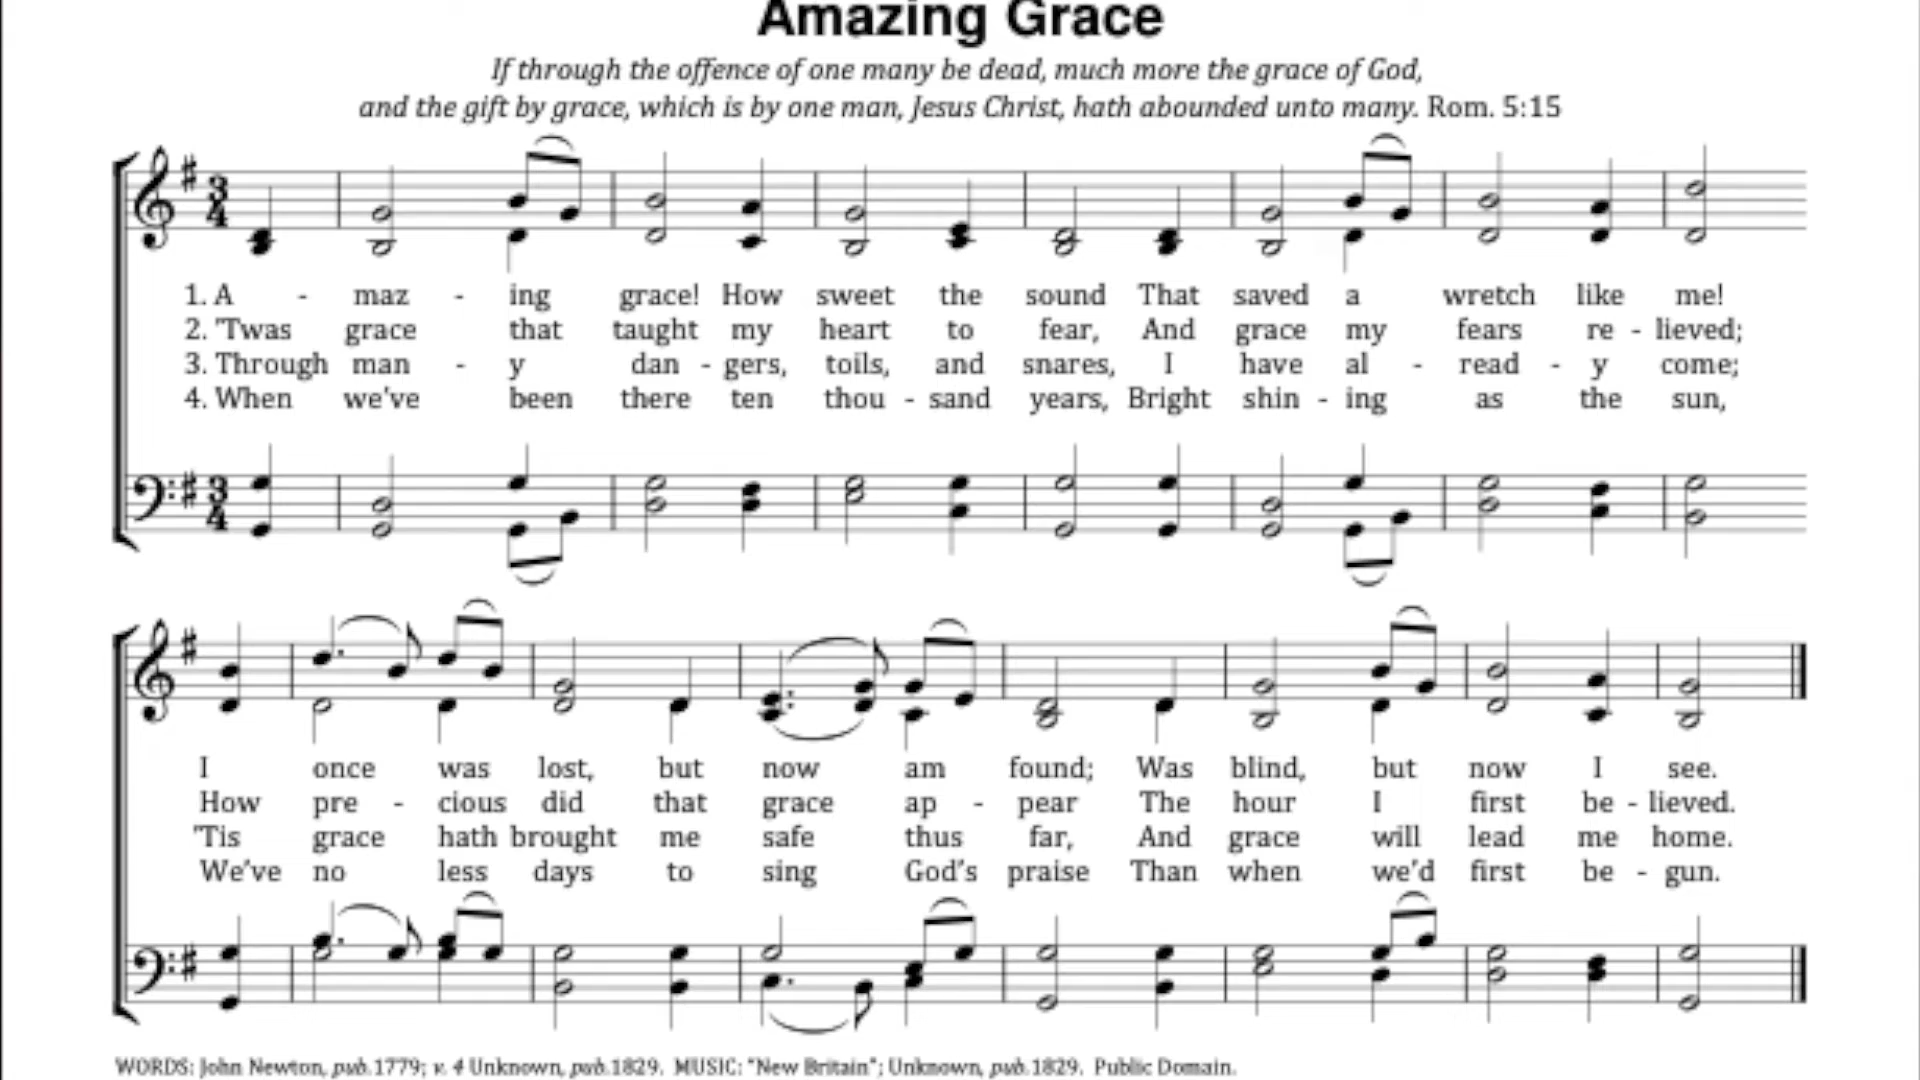 Amazing Grace
If through the offence of one many be dead, much more the grace of God,
and the gift by grace, which is by one man, Jesus Christ, hath abounded unto many. Rom. 5:15
3
4
1. A - maz - ing grace! How sweet the sound That saved a wretch like me!
2. 'Twas grace that taught my heart to fear, And grace my fears re - lieved;
3. Through man - y dan - gers, toils, and snares, I have al - read - y come;
4. When we've been there ten thou - sand years, Bright shin - ing as the sun,
3
4
I once was lost, but now am found; Was blind, but now I see.
How pre - cious did that grace ap - pear The hour I first be - lieved.
'Tis grace hath brought me safe thus far, And grace will lead me home.
We've no less days to sing God's praise Than when we'd first be - gun.
WORDS: John Newton, pub.1779; v. 4 Unknown, pub.1829. MUSIC: "New Britain"; Unknown, pub.1829. Public Domain.